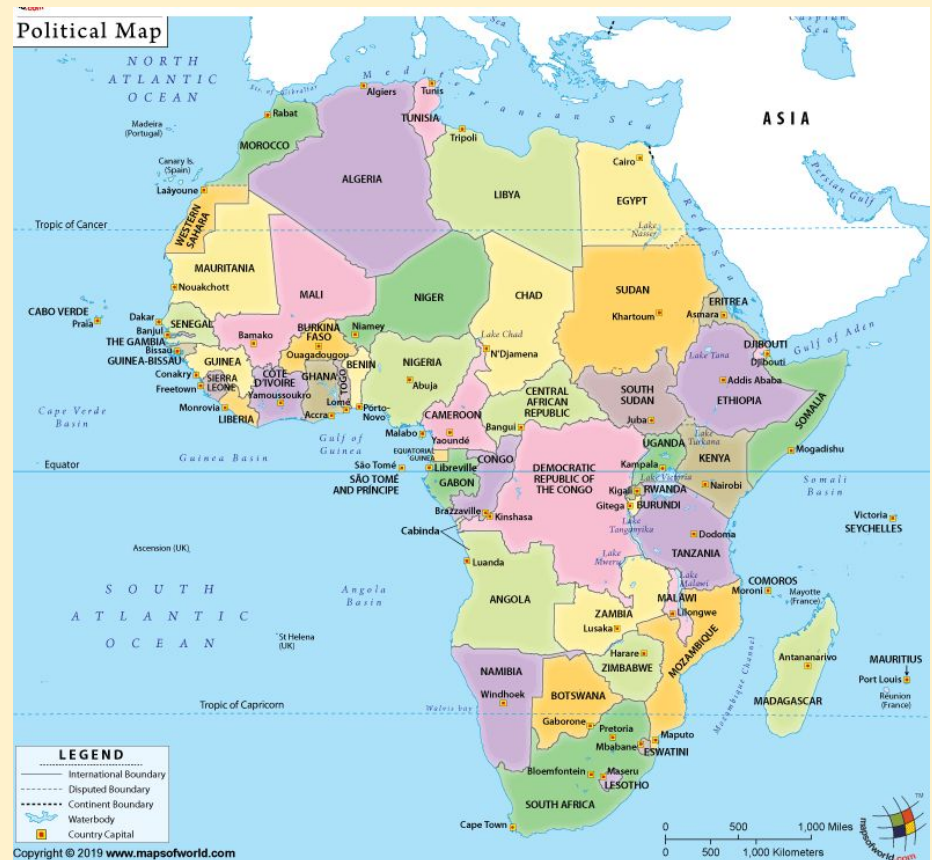 .com
Political Map
NORTH
ATLANTIC
OCEAN
Str. of Gibraltar
Mediterranean Sea
Sea
Caspian
Sea
ASIA
Persian Gulf
Red Sea
Gulf of Aden
Madeira
(Portugal)
Canary Is.
(Spain)
Rabat
MOROCCO
Algiers
ALGERIA
Tunis
TUNISIA
Tripoli
LIBYA
Cairo
EGYPT
Lake
Nasser
Laâyoune
WESTERN
SAHARA
Tropic of Cancer
MAURITANIA
Nouakchott
MALI
Bamako
NIGER
Niamey
CHAD
Lake Chad
N'Djamena
SUDAN
Khartoum
ERITREA
Asmara
DJIBOUTI
Djibouti
Lake Tana
Addis Ababa
ETHIOPIA
SOMALIA
Mogadishu
CABO VERDE
Praia
Dakar
SENEGAL
Banjul
THE GAMBIA
Bissau
GUINEA-BISSAU
GUINEA
Conakry
SIERRA
LEONE
Freetown
Monrovia
LIBERIA
CÔTE
D'IVOIRE
Yamoussoukro
BURKINA
FASO
Ouagadougou
GHANA
Accra
TOGO
Lomé
BENIN
Porto-
Novo
NIGERIA
Abuja
CAMEROON
Yaoundé
CENTRAL
AFRICAN
REPUBLIC
Bangui
SOUTH
SUDAN
Juba
Cape Verde
Basin
Guinea Basin
Gulf of
Guinea
Malabo
EQUATORIAL
GUINEA
Equator
São Tomé
SÃO TOMÉ
AND PRÍNCIPE
Libreville
GABON
CONGO
Brazzaville
Kinshasa
Cabinda
DEMOCRATIC
REPUBLIC OF
THE CONGO
UGANDA
Kampala
Lake
Turkana
KENYA
Nairobi
Lake Victoria
Kigali
RWANDA
Gitega
BURUNDI
Lake
Tanganyika
Dodoma
TANZANIA
Somali
Basin
Victoria
SEYCHELLES
Ascension (UK)
SOUTH
ATLANTIC
OCEAN
Angola
Basin
St Helena
(UK)
Luanda
ANGOLA
Lake
Mweru
ZAMBIA
Lusaka
Lake
Malawi
MALAWI
Lilongwe
MOZAMBIQUE
COMOROS
Moroni
Mayotte
(France)
Harare
ZIMBABWE
NAMIBIA
Windhoek
Walvis bay
BOTSWANA
Gaborone
Mozambique Channel
Antananarivo
MADAGASCAR
MAURITIUS
Port Louis
Réunion
(France)
Tropic of Capricorn
Pretoria
Mbabane
Maputo
ESWATINI
Bloemfontein
Maseru
LESOTHO
SOUTH AFRICA
Cape Town
LEGEND
International Boundary
Disputed Boundary
Continent Boundary
Waterbody
Country Capital
0 500 1,000 Miles
0 500 1,000 Kilometers
TM
mapsofworld.com
Copyright © 2019 www.mapsofworld.com